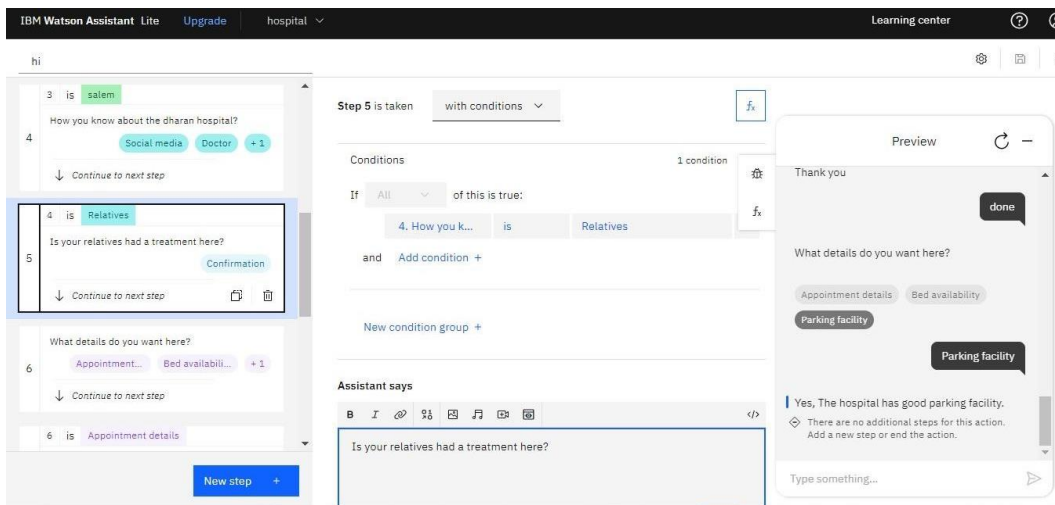 IBM Watson Assistant Lite Upgrade hospital Learning center
hi
3 is salem
How you know about the dharan hospital?
4
Social media Doctor + 1
Continue to next step
4 is Relatives
Is your relatives had a treatment here?
5
Confirmation
Continue to next step
What details do you want here?
6
Appointment... Bed availabili... + 1
Continue to next step
6 is Appointment details
New step +
Step 5 is taken with conditions fx
Conditions 1 condition
If All of this is true:
4. How you k... is Relatives
and Add condition +
New condition group +
fx
Assistant says
B I </>
Is your relatives had a treatment here?
Preview
Thank you
done
What details do you want here?
Appointment details Bed availability
Parking facility
Parking facility
Yes, The hospital has good parking facility.
There are no additional steps for this action.
Add a new step or end the action.
Type something...